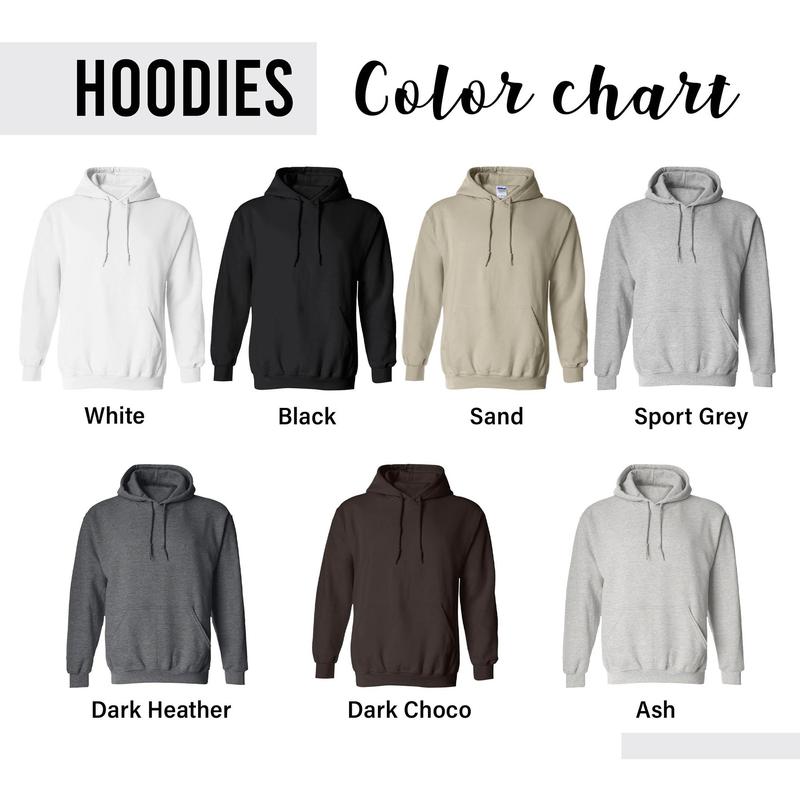 HOODIES Color chart
White Black Sand Sport Grey
Dark Heather Dark Choco Ash